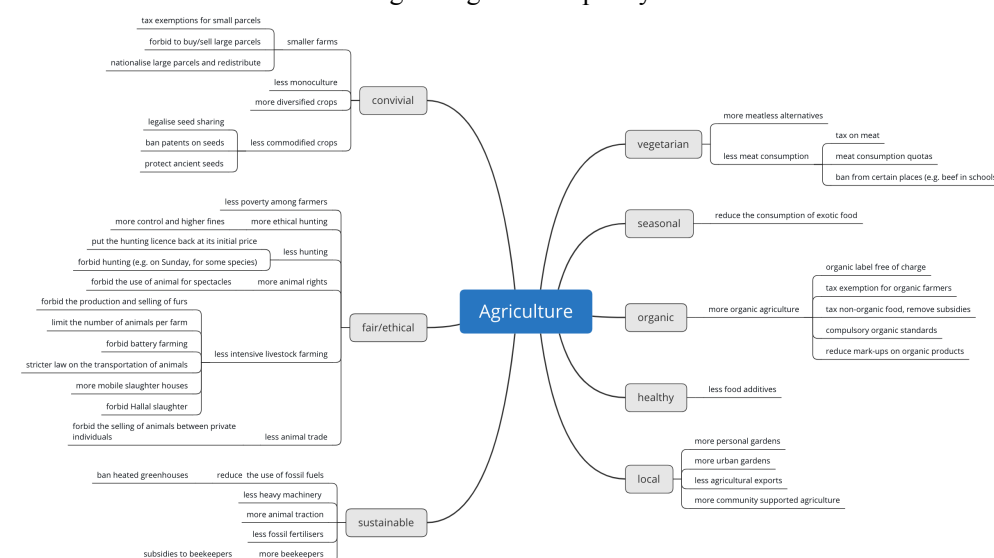 tax exemptions for small parcels
forbid to buy/sell large parcels
nationalise large parcels and redistribute
smaller farms
less monoculture
more diversified crops
legalise seed sharing
ban patents on seeds
protect ancient seeds
less commodified crops
convivial
less poverty among farmers
more control and higher fines
more ethical hunting
put the hunting licence back at its initial price
forbid hunting (e.g. on Sunday, for some species)
less hunting
forbid the use of animal for spectacles
more animal rights
forbid the production and selling of furs
limit the number of animals per farm
forbid battery farming
stricter law on the transportation of animals
more mobile slaughter houses
forbid Hallal slaughter
less intensive livestock farming
forbid the selling of animals between private
individuals
less animal trade
fair/ethical
ban heated greenhouses
reduce the use of fossil fuels
less heavy machinery
more animal traction
less fossil fertilisers
subsidies to beekeepers
more beekeepers
sustainable
Agriculture
vegetarian
more meatless alternatives
less meat consumption
tax on meat
meat consumption quotas
ban from certain places (e.g. beef in schools
seasonal
reduce the consumption of exotic food
organic
more organic agriculture
organic label free of charge
tax exemption for organic farmers
tax non-organic food, remove subsidies
compulsory organic standards
reduce mark-ups on organic products
healthy
less food additives
local
more personal gardens
more urban gardens
less agricultural exports
more community supported agriculture